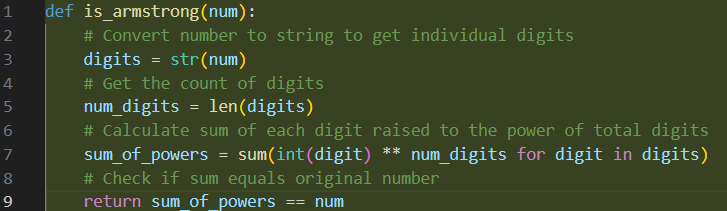 1 def is_armstrong(num):
2     # Convert number to string to get individual digits
3     digits = str(num)
4     # Get the count of digits
5     num_digits = len(digits)
6     # Calculate sum of each digit raised to the power of total digits
7     sum_of_powers = sum(int(digit) ** num_digits for digit in digits)
8     # Check if sum equals original number
9     return sum_of_powers == num